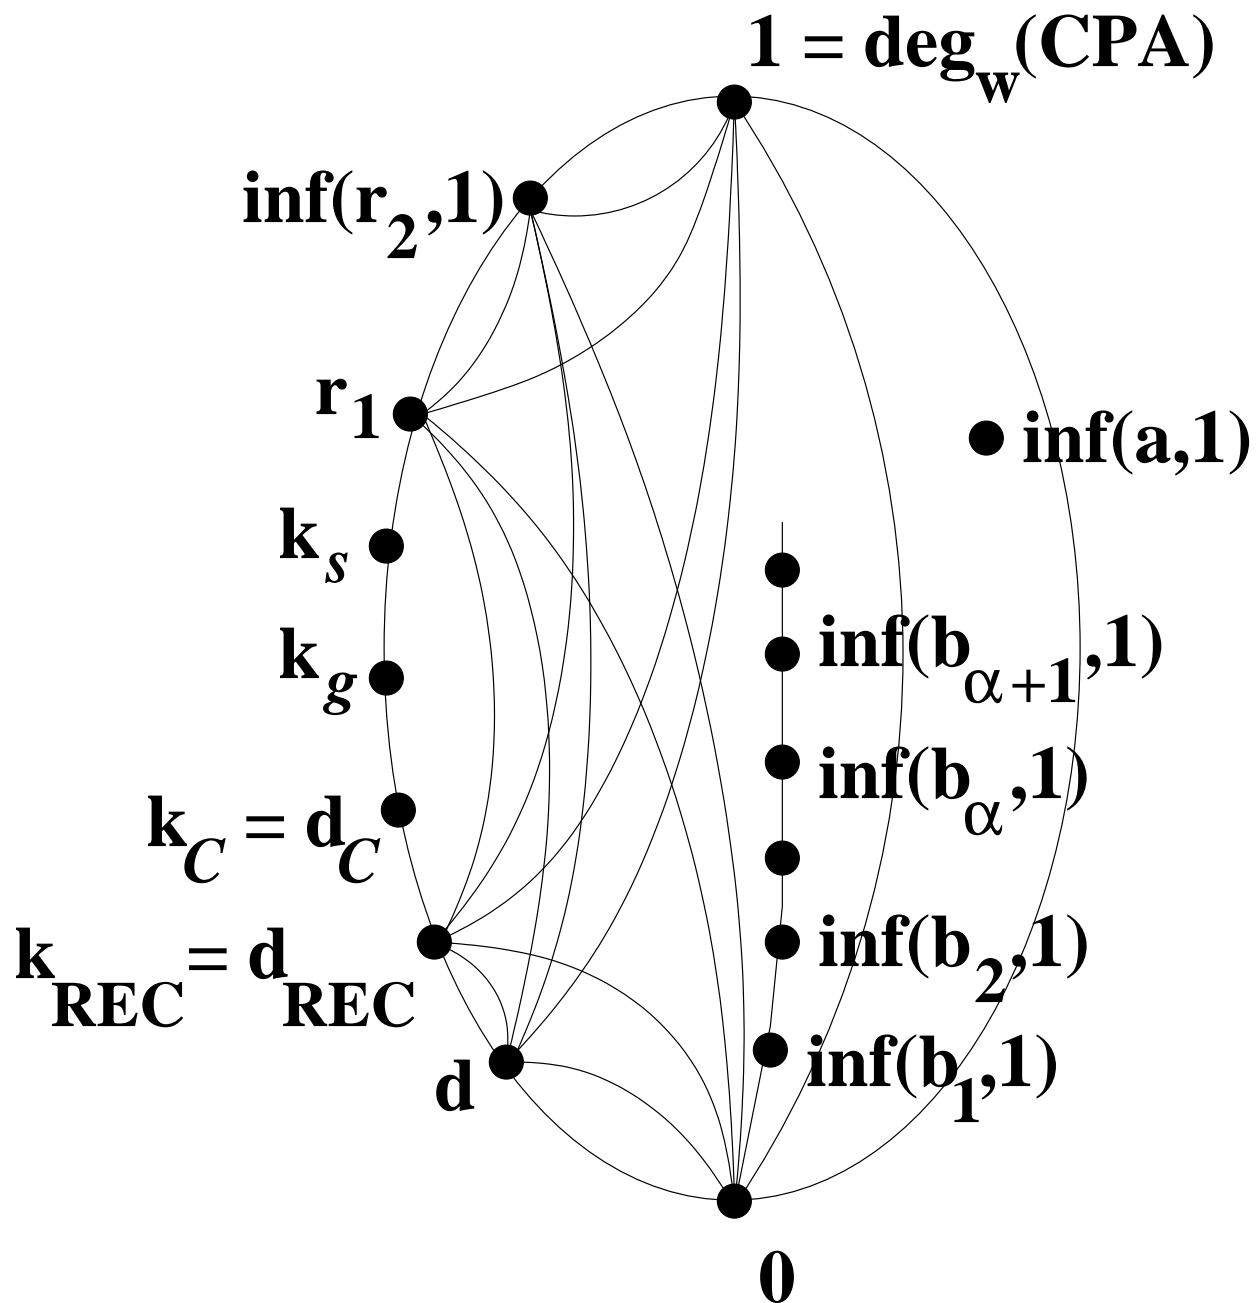 1 = deg_w(CPA)
inf(r_2,1)
r_1
inf(a,1)
k_s
inf(b_α+1,1)
k_g
inf(b_α,1)
k_C = d_C
inf(b_2,1)
k_REC = d_REC
inf(b_1,1)
d
0